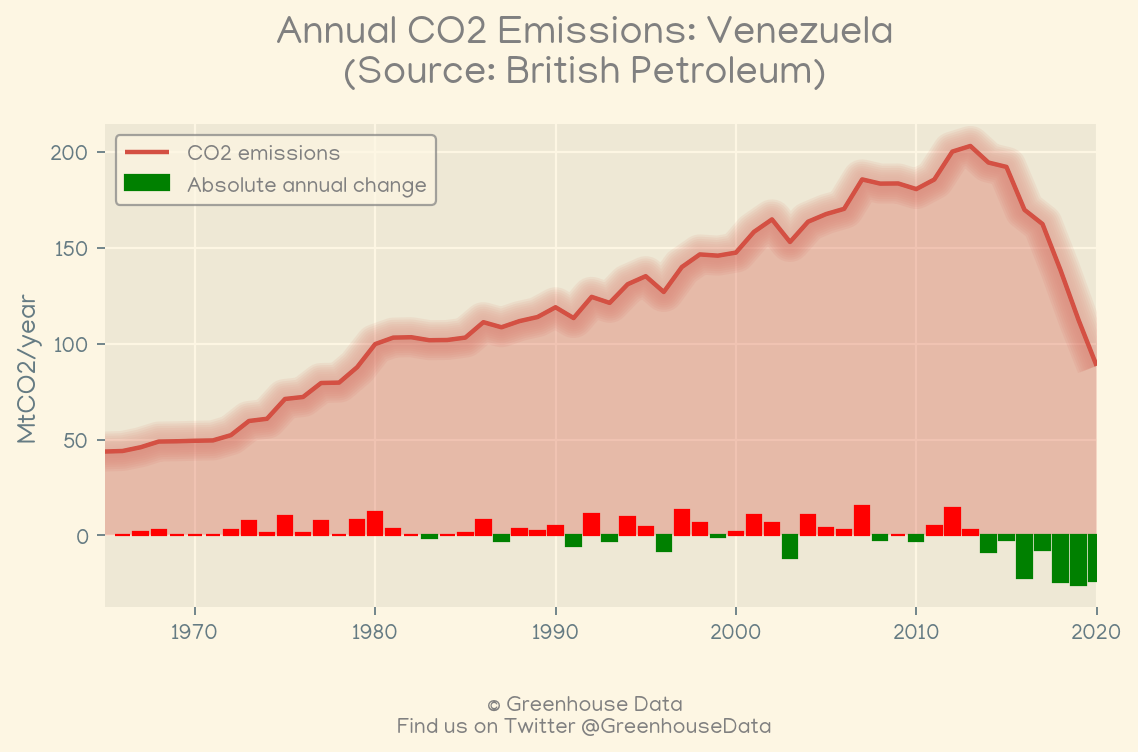 Annual CO2 Emissions: Venezuela
(Source: British Petroleum)
CO2 emissions
Absolute annual change
MtCO2/year
200
150
100
50
0
1970 1980 1990 2000 2010 2020
© Greenhouse Data
Find us on Twitter @GreenhouseData